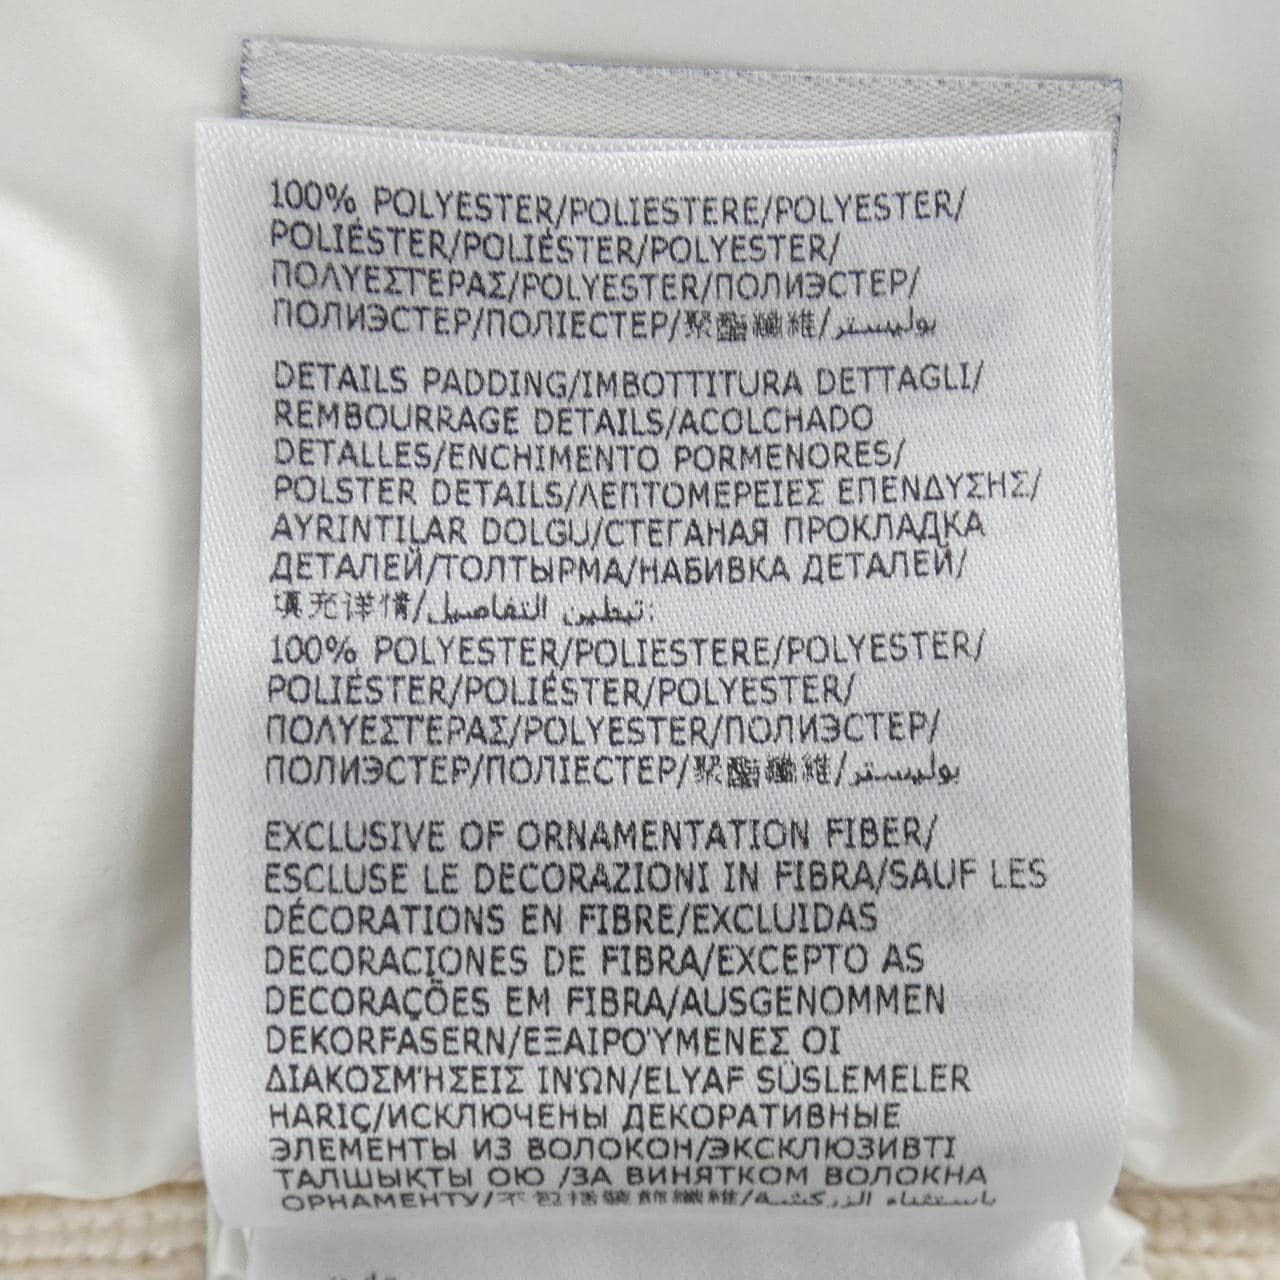 100% POLYESTER/POLIESTERE/POLYESTER/
POLIÉSTER/POLIÉSTER/POLYESTER/
ΠΟΛΥΕΣΤΕΡΑΣ/POLYESTER/ПОЛИЭСТЕР/
ПОЛИЭСТЕР/ПОЛІЕСТЕР/聚酯纖維/بوليستر
DETAILS PADDING/IMBOTTITURA DETTAGLI/
REMBOURRAGE DETAILS/ACOLCHADO
DETALLES/ENCHIMENTO PORMENORES/
POLSTER DETAILS/ΛΕΠΤΟΜΕΡΕΙΕΣ ΕΠΕΝΔΥΣΗΣ/
AYRINTILAR DOLGU/СТЕГАНАЯ ПРОКЛАДКА
ДЕТАЛЕЙ/ТОЛТЫРМА/НАБИВКА ДЕТАЛЕЙ/
填充详情/تبطين التفاصيل:
100% POLYESTER/POLIESTERE/POLYESTER/
POLIÉSTER/POLIÉSTER/POLYESTER/
ΠΟΛΥΕΣΤΕΡΑΣ/POLYESTER/ПОЛИЭСТЕР/
ПОЛИЭСТЕР/ПОЛІЕСТЕР/聚酯纖維/بوليستر
EXCLUSIVE OF ORNAMENTATION FIBER/
ESCLUSE LE DECORAZIONI IN FIBRA/SAUF LES
DÉCORATIONS EN FIBRE/EXCLUIDAS
DECORACIONES DE FIBRA/EXCEPTO AS
DECORAÇÕES EM FIBRA/AUSGENOMMEN
DEKORFASERN/ΕΞΑΙΡΟΎΜΕΝΕΣ ΟΙ
ΔΙΑΚΟΣΜΉΣΕΙΣ ΙΝΏΝ/ELYAF SÜSLEMELER
HARIÇ/ИСКЛЮЧЕНЫ ДЕКОРАТИВНЫЕ
ЭЛЕМЕНТЫ ИЗ ВОЛОКОН/ЭКСКЛЮЗИВТІ
ТАЛШЫҚТЫ ОЮ /ЗА ВИНЯТКОМ ВОЛОКНА
ОРНАМЕНТУ/不包括裝飾纖維/باستثناء الزركشية